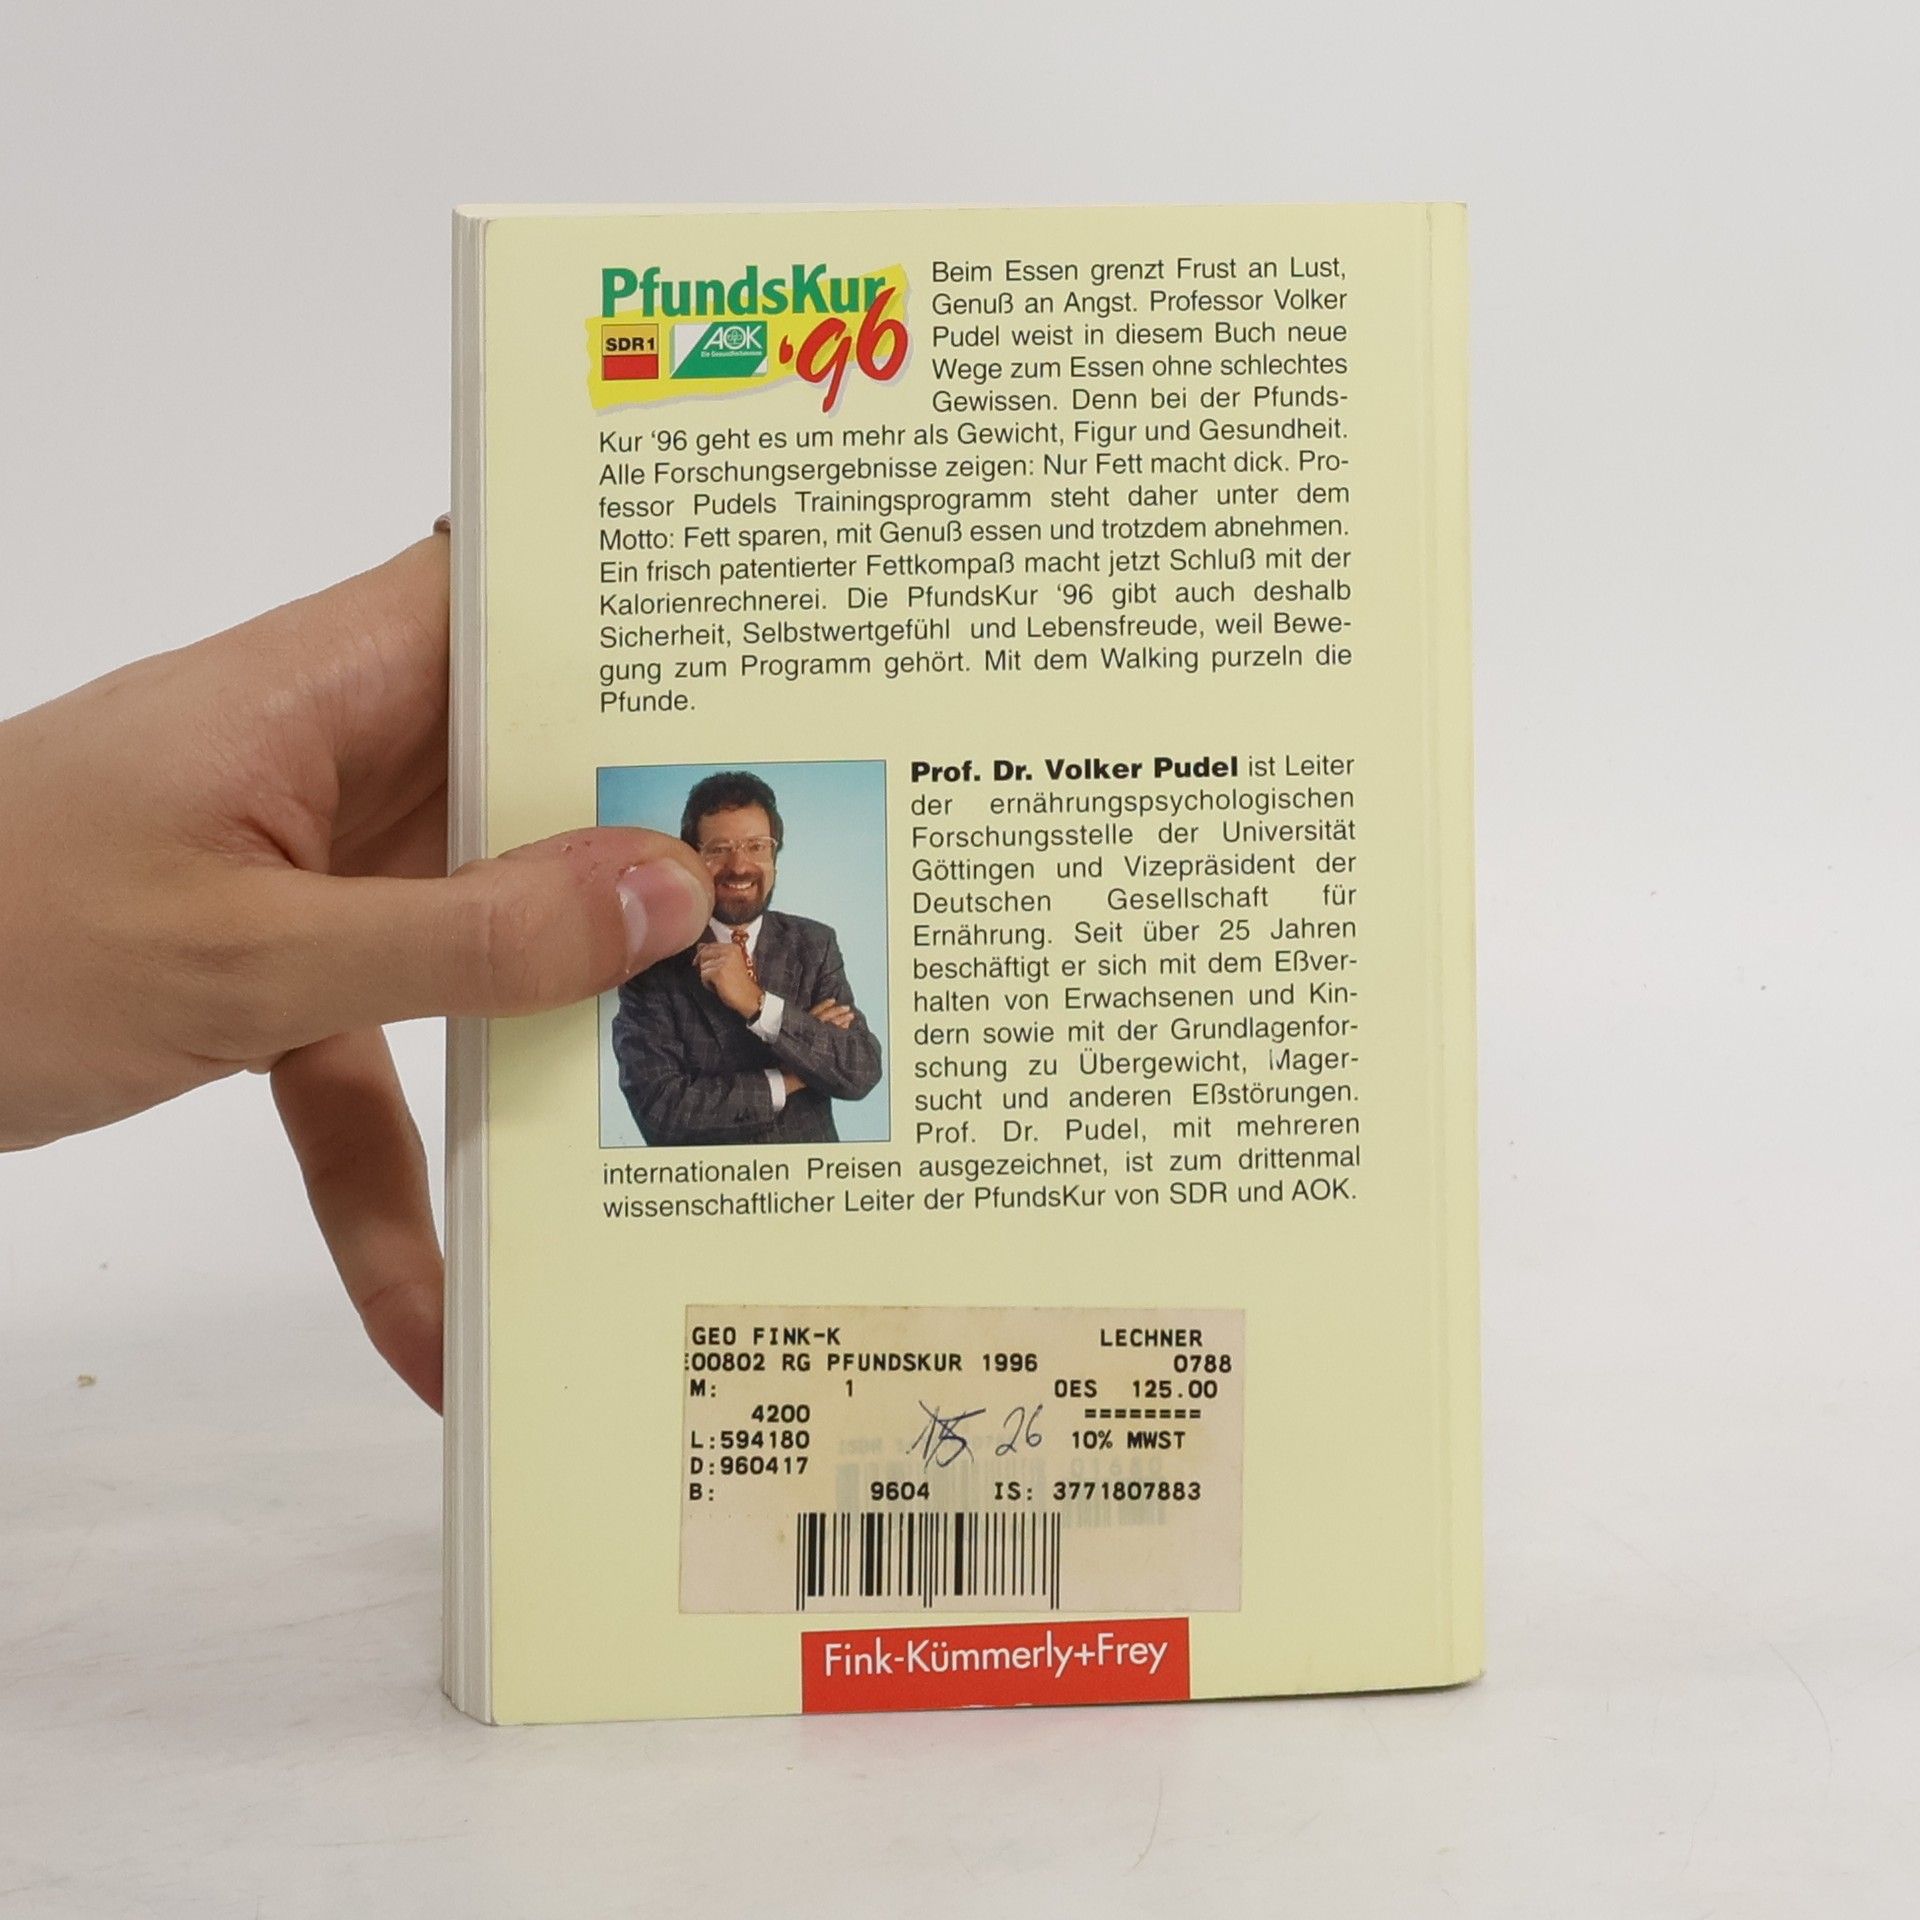 PfundsKur
'96
SDR1
AOK
Die Gesundheitskasse
Beim Essen grenzt Frust an Lust,
Genuß an Angst. Professor Volker
Pudel weist in diesem Buch neue
Wege zum Essen ohne schlechtes
Gewissen. Denn bei der Pfunds-
Kur '96 geht es um mehr als Gewicht, Figur und Gesundheit.
Alle Forschungsergebnisse zeigen: Nur Fett macht dick. Pro-
fessor Pudels Trainingsprogramm steht daher unter dem
Motto: Fett sparen, mit Genuß essen und trotzdem abnehmen.
Ein frisch patentierter Fettkompaß macht jetzt Schluß mit der
Kalorienrechnerei. Die PfundsKur '96 gibt auch deshalb
Sicherheit, Selbstwertgefühl und Lebensfreude, weil Bewe-
gung zum Programm gehört. Mit dem Walking purzeln die
Pfunde.
Prof. Dr. Volker Pudel ist Leiter
der ernährungspsychologischen
Forschungsstelle der Universität
Göttingen und Vizepräsident der
Deutschen Gesellschaft für
Ernährung. Seit über 25 Jahren
beschäftigt er sich mit dem Eßver-
halten von Erwachsenen und Kin-
dern sowie mit der Grundlagenfor-
schung zu Übergewicht, Mager-
sucht und anderen Eßstörungen.
Prof. Dr. Pudel, mit mehreren
internationalen Preisen ausgezeichnet, ist zum drittenmal
wissenschaftlicher Leiter der PfundsKur von SDR und AOK.
GEO FINK-K LECHNER
:00802 RG PFUNDSKUR 1996 0788
M: 1 OES 125.00
4200 ========
L:594180 15 26 10% MWST
D:960417
B: 9604 IS: 3771807883
Fink-Kümmerly+Frey